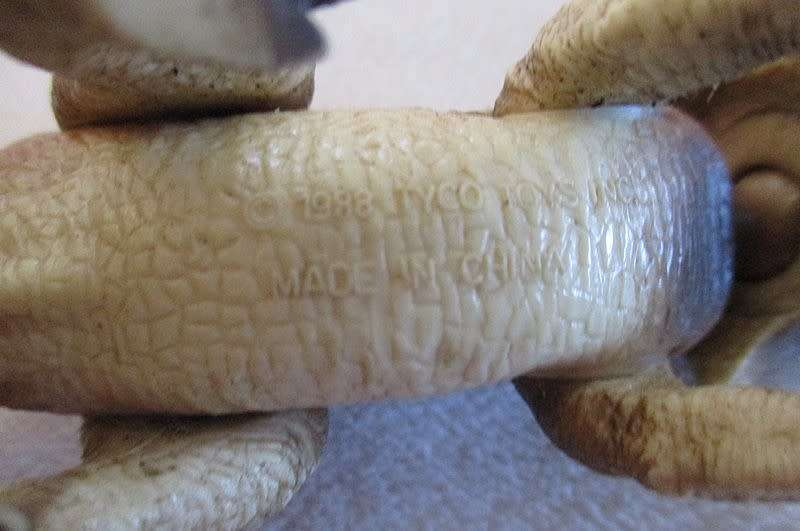 © 1988 TYCO TOYS INC.
MADE IN CHINA